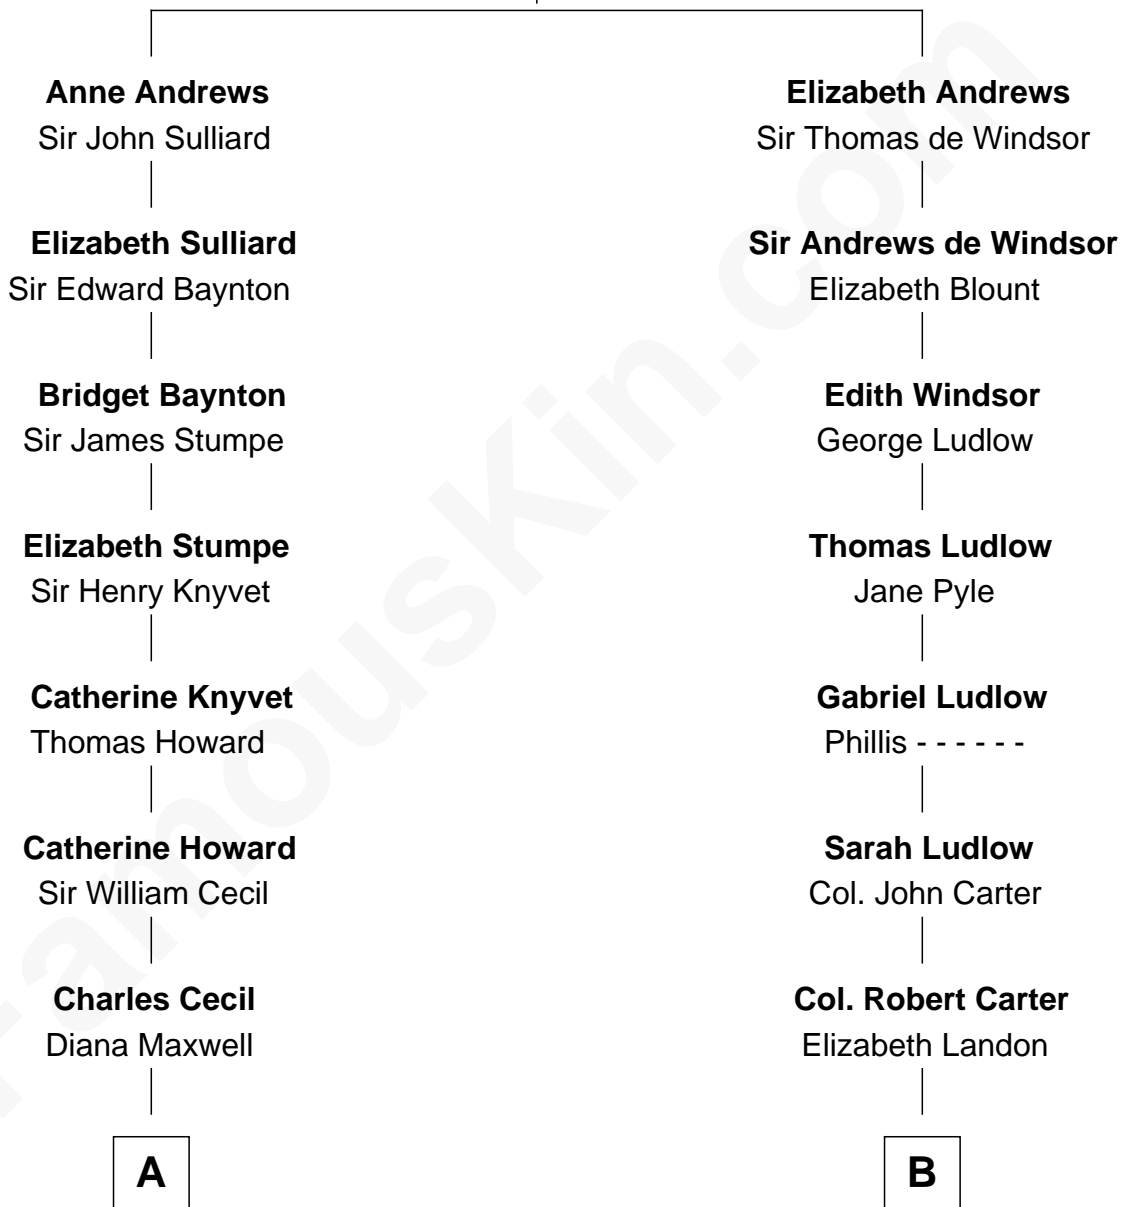 Anne Andrews
Sir John Sulliard
Elizabeth Sulliard
Sir Edward Baynton
Bridget Baynton
Sir James Stumpe
Elizabeth Stumpe
Sir Henry Knyvet
Catherine Knyvet
Thomas Howard
Catherine Howard
Sir William Cecil
Charles Cecil
Diana Maxwell
A
Elizabeth Andrews
Sir Thomas de Windsor
Sir Andrews de Windsor
Elizabeth Blount
Edith Windsor
George Ludlow
Thomas Ludlow
Jane Pyle
Gabriel Ludlow
Phillis - - - - - -
Sarah Ludlow
Col. John Carter
Col. Robert Carter
Elizabeth Landon
B
FamousKin.com